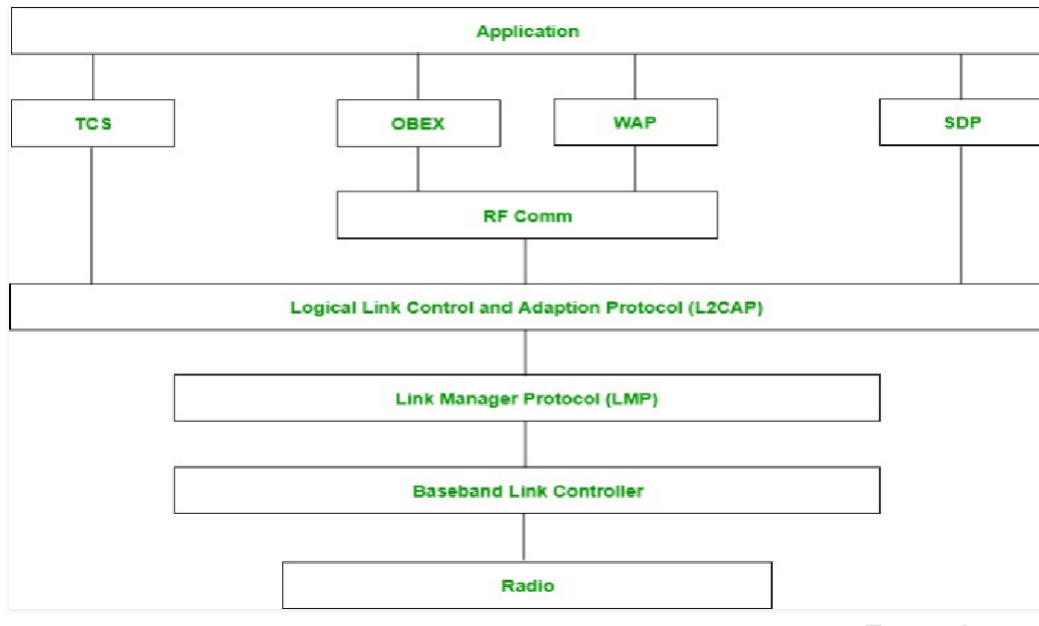 Application
TCS
OBEX
WAP
SDP
RF Comm
Logical Link Control and Adaption Protocol (L2CAP)
Link Manager Protocol (LMP)
Baseband Link Controller
Radio